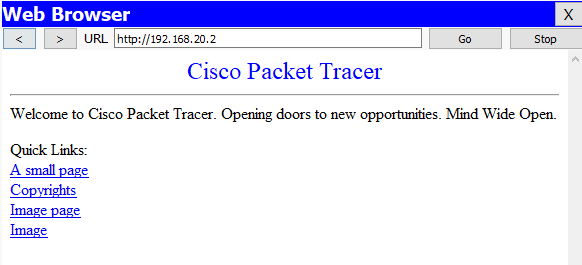 Web Browser X
< > URL http://192.168.20.2 Go Stop
Cisco Packet Tracer
Welcome to Cisco Packet Tracer. Opening doors to new opportunities. Mind Wide Open.
Quick Links:
A small page
Copyrights
Image page
Image